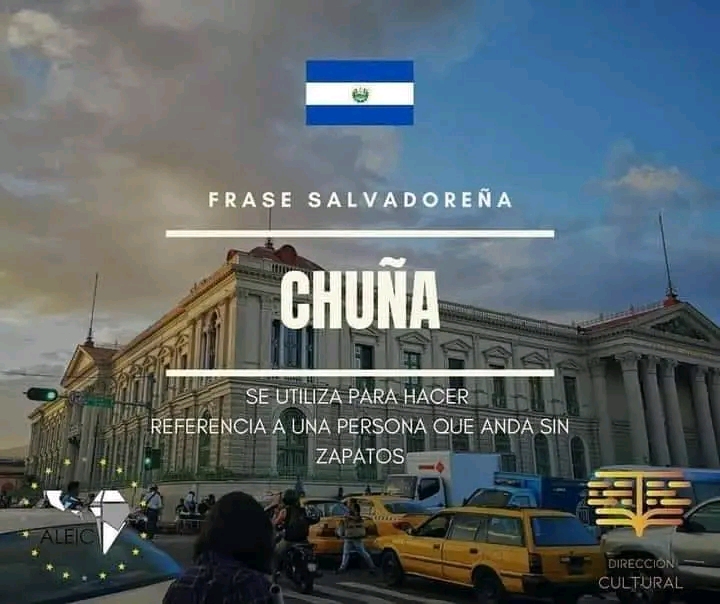 FRASE SALVADOREÑA
CHUÑA
SE UTILIZA PARA HACER
REFERENCIA A UNA PERSONA QUE ANDA SIN
ZAPATOS
ALEIC
DIRECCIÓN
CULTURAL